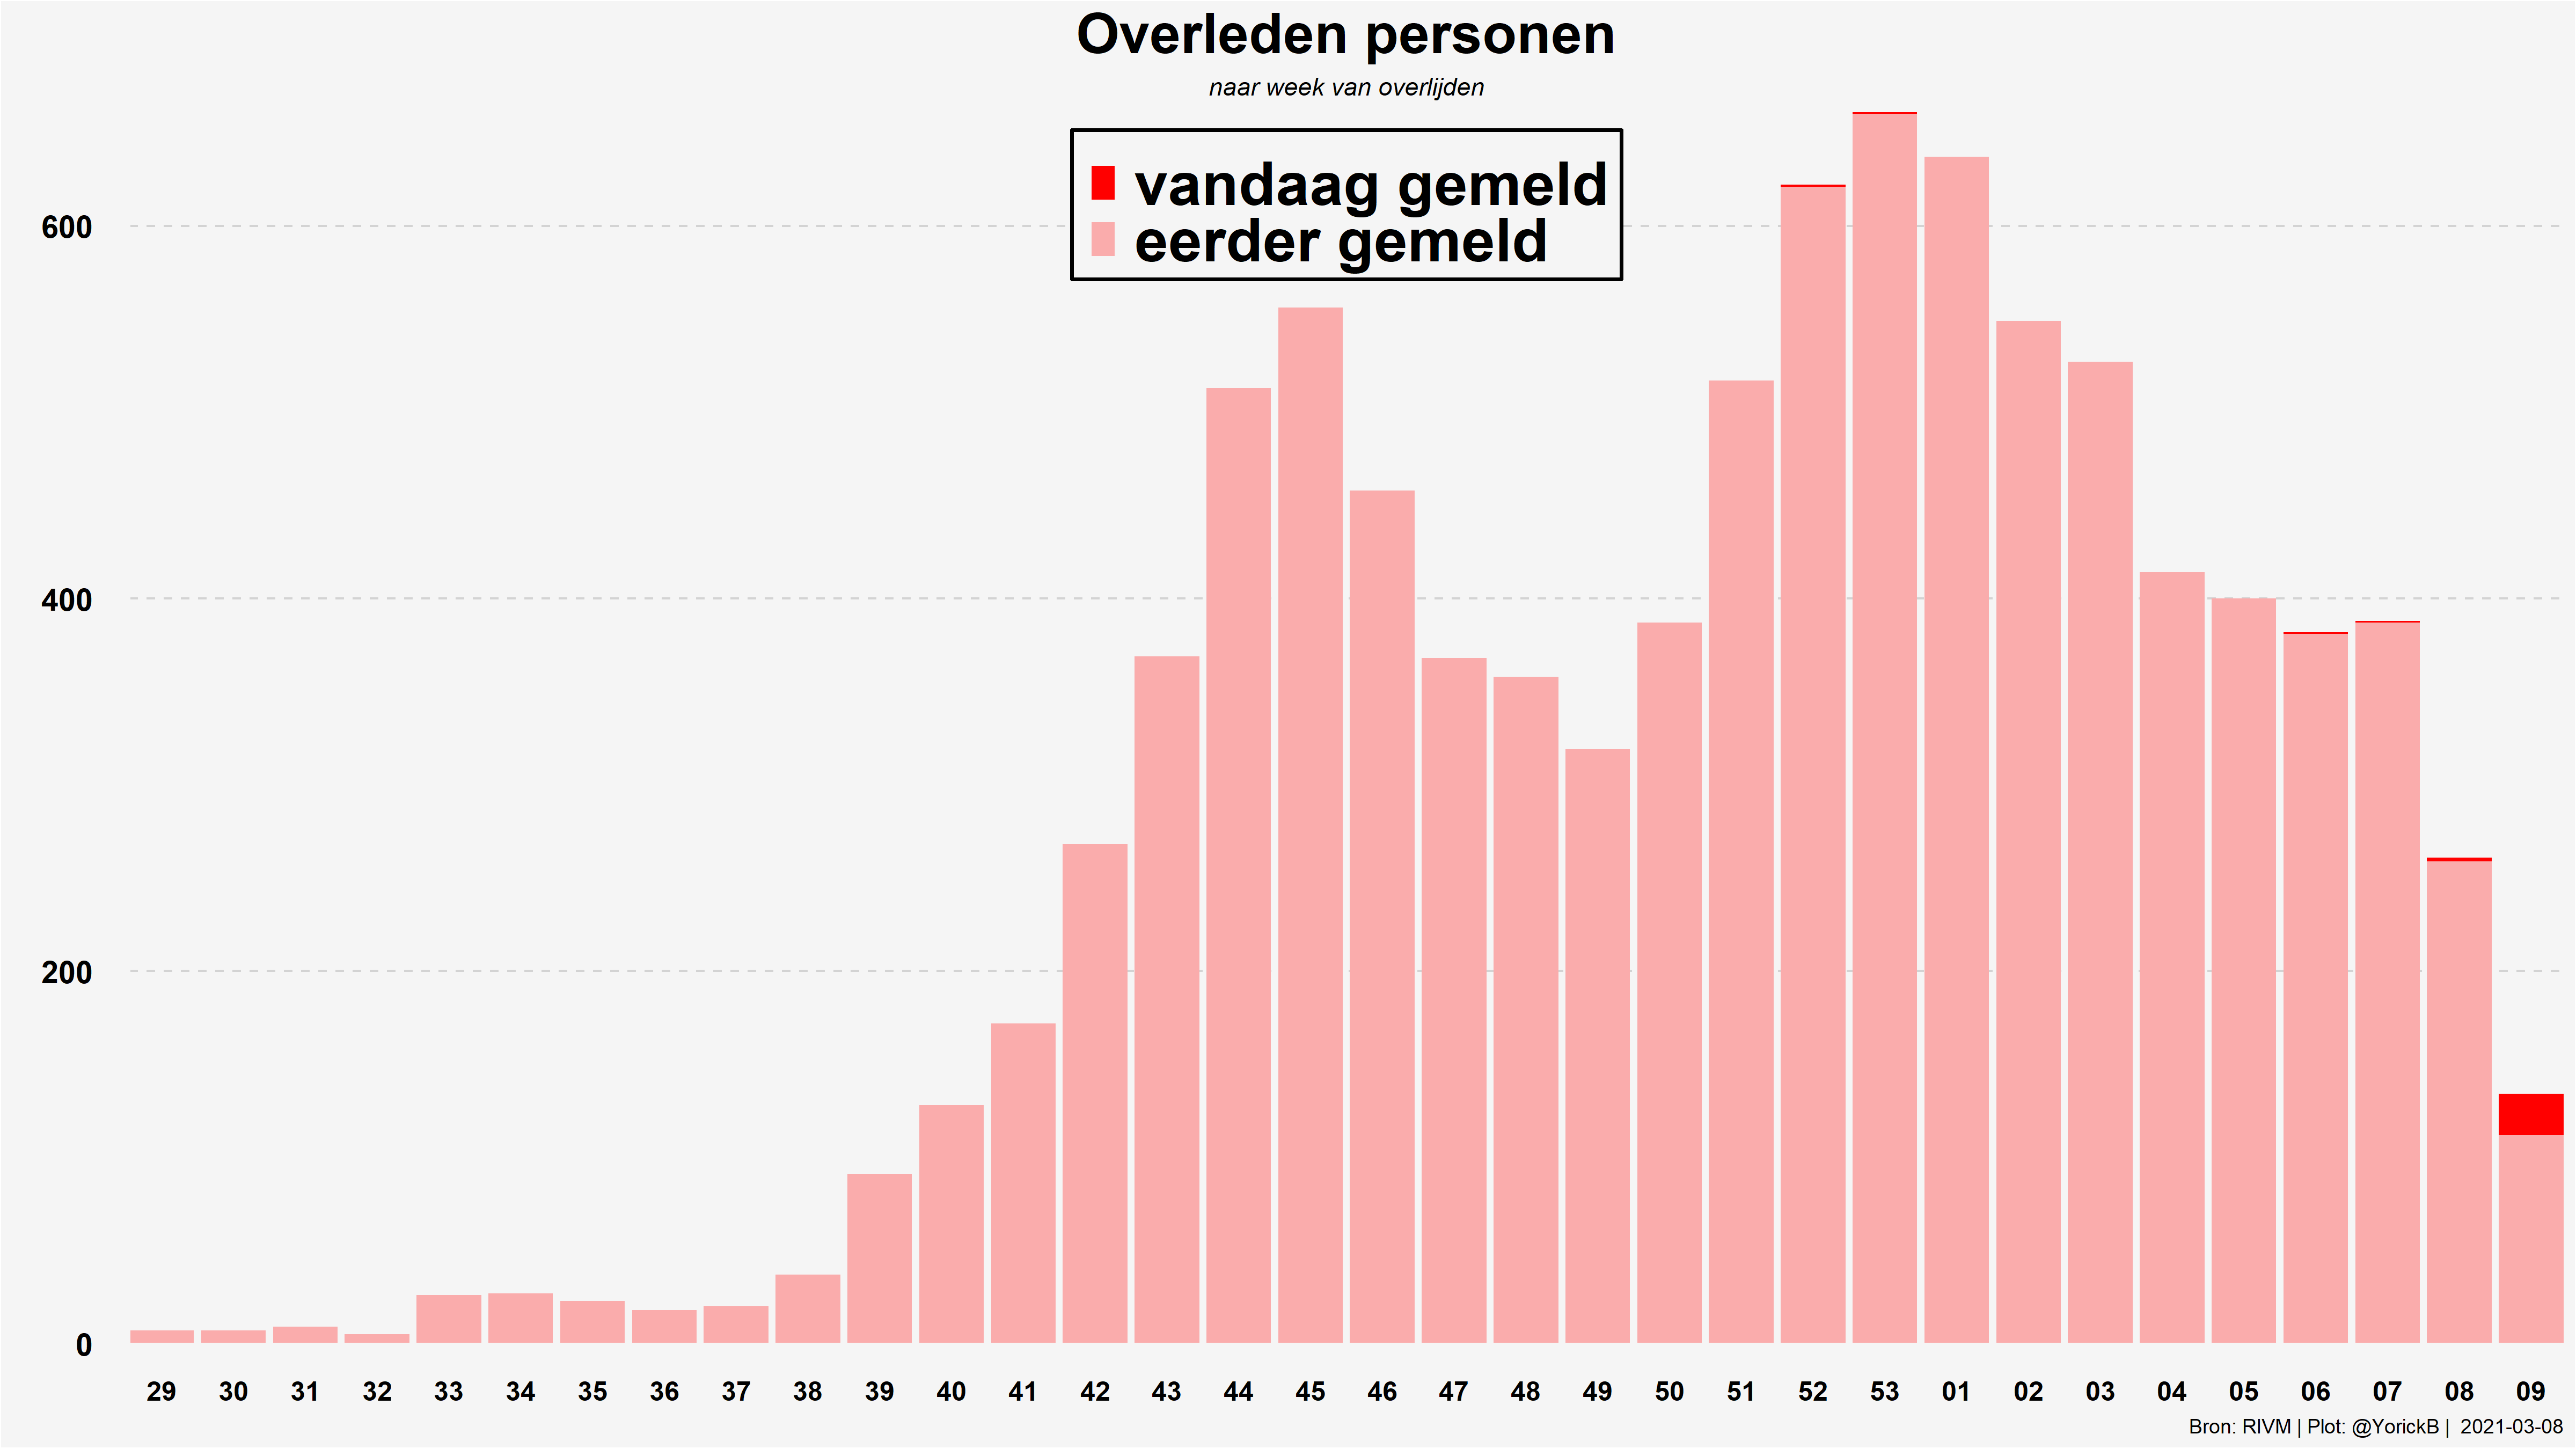 Overleden personen
naar week van overlijden
vandaag gemeld
eerder gemeld
600
400
200
0
29 30 31 32 33 34 35 36 37 38 39 40 41 42 43 44 45 46 47 48 49 50 51 52 53 01 02 03 04 05 06 07 08 09
Bron: RIVM | Plot: @YorickB | 2021-03-08